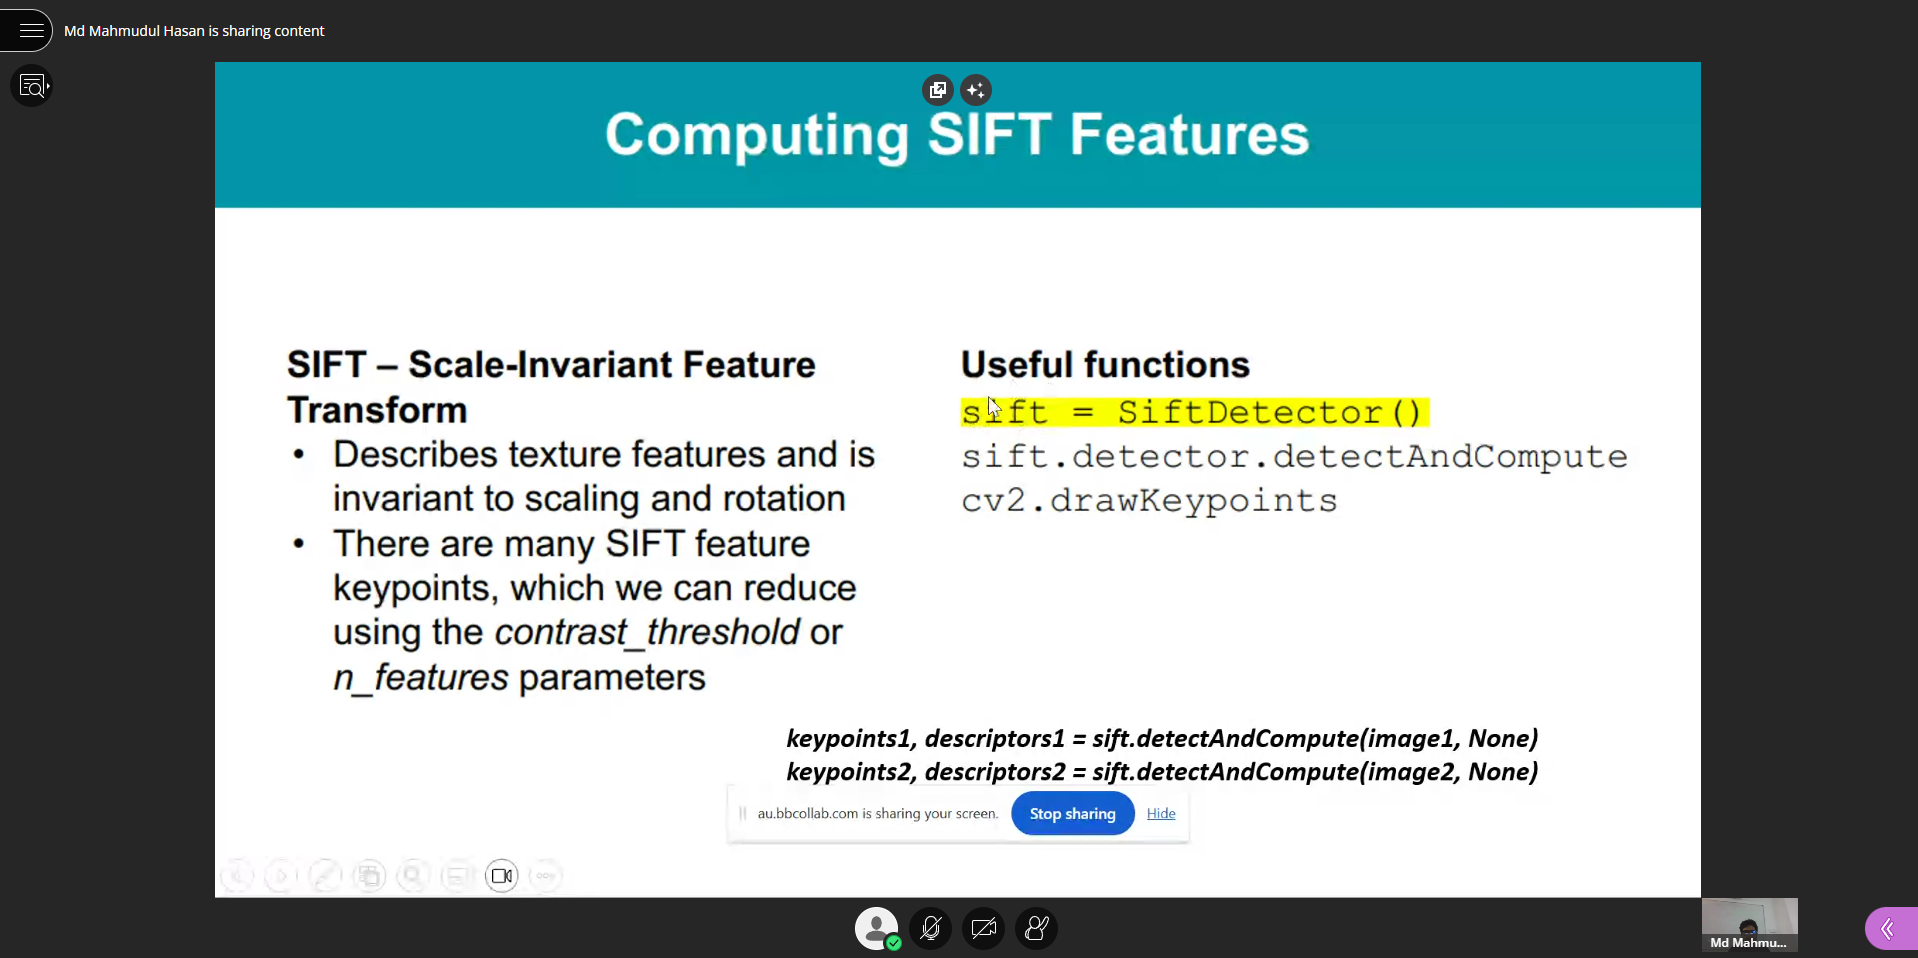 Md Mahmudul Hasan is sharing content
Computing SIFT Features
SIFT – Scale-Invariant Feature
Transform
• Describes texture features and is
invariant to scaling and rotation
• There are many SIFT feature
keypoints, which we can reduce
using the contrast_threshold or
n_features parameters
Useful functions
sift = SiftDetector()
sift.detector.detectAndCompute
cv2.drawKeypoints
keypoints1, descriptors1 = sift.detectAndCompute(image1, None)
keypoints2, descriptors2 = sift.detectAndCompute(image2, None)
au.bbcollab.com is sharing your screen.
Stop sharing
Hide
Md Mahmu...